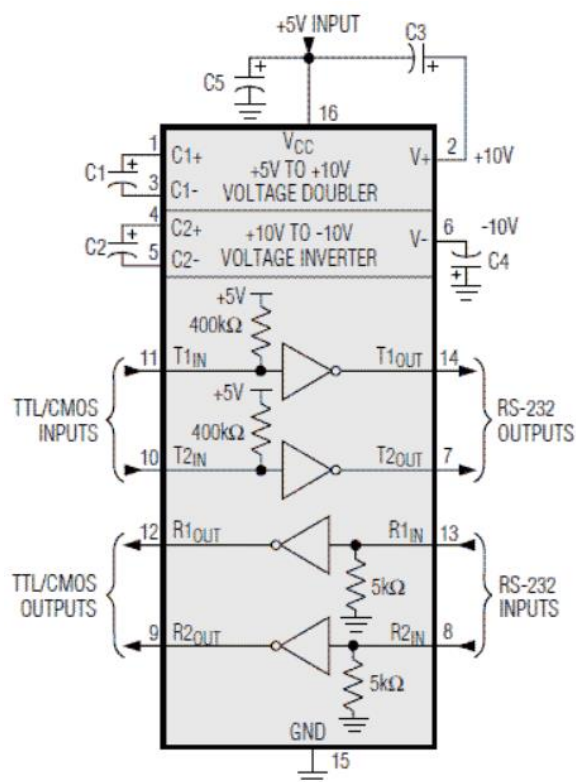 +5V INPUT
C3
+
C5
+
16
VCC
1
C1+
+5V TO +10V
VOLTAGE DOUBLER
V+
2
+10V
C1
+
3
C1-
4
C2+
+10V TO -10V
VOLTAGE INVERTER
V-
6
-10V
C2
+
5
C2-
C4
+
+5V
400kΩ
11
T1IN
T1OUT
14
TTL/CMOS
INPUTS
+5V
400kΩ
RS-232
OUTPUTS
10
T2IN
T2OUT
7
12
R1OUT
R1IN
13
TTL/CMOS
OUTPUTS
5kΩ
RS-232
INPUTS
9
R2OUT
R2IN
8
5kΩ
GND
15